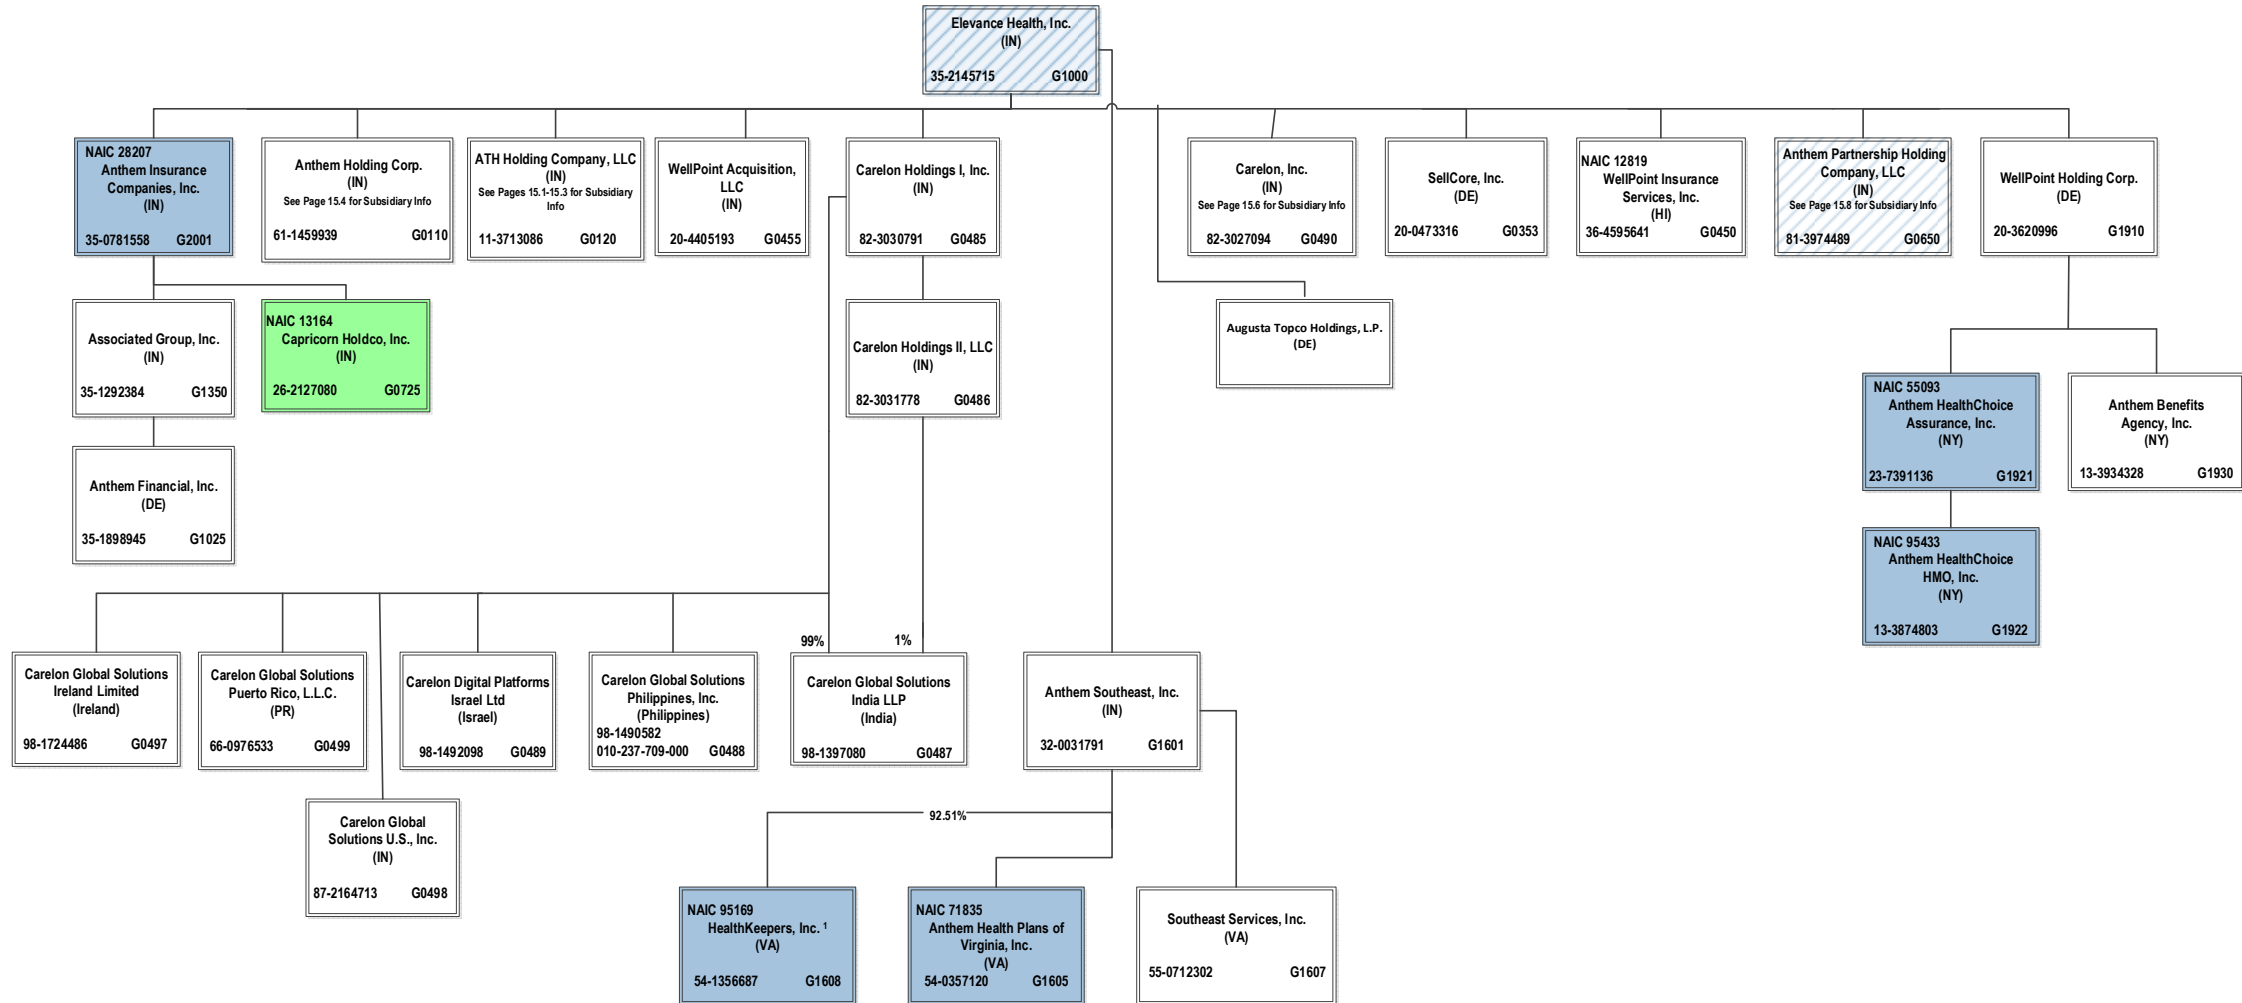 Elevance Health, Inc.
(IN)
35-2145715 G1000
NAIC 28207
Anthem Insurance
Companies, Inc.
(IN)
35-0781558 G2001
Anthem Holding Corp.
(IN)
See Page 15.4 for Subsidiary Info
61-1459939 G0110
ATH Holding Company, LLC
(IN)
See Pages 15.1-15.3 for Subsidiary
Info
11-3713086 G0120
WellPoint Acquisition,
LLC
(IN)
20-4405193 G0455
Carelon Holdings I, Inc.
(IN)
82-3030791 G0485
Carelon, Inc.
(IN)
See Page 15.6 for Subsidiary Info
82-3027094 G0490
SellCore, Inc.
(DE)
20-0473316 G0353
NAIC 12819
WellPoint Insurance
Services, Inc.
(HI)
36-4595641 G0450
Anthem Partnership Holding
Company, LLC
(IN)
See Page 15.8 for Subsidiary Info
81-3974489 G0650
WellPoint Holding Corp.
(DE)
20-3620996 G1910
Associated Group, Inc.
(IN)
35-1292384 G1350
NAIC 13164
Capricorn Holdco, Inc.
(IN)
26-2127080 G0725
Carelon Holdings II, LLC
(IN)
82-3031778 G0486
Augusta Topco Holdings, L.P.
(DE)
NAIC 55093
Anthem HealthChoice
Assurance, Inc.
(NY)
23-7391136 G1921
Anthem Benefits
Agency, Inc.
(NY)
13-3934328 G1930
Anthem Financial, Inc.
(DE)
35-1898945 G1025
NAIC 95433
Anthem HealthChoice
HMO, Inc.
(NY)
13-3874803 G1922
99%
1%
Carelon Global Solutions
Ireland Limited
(Ireland)
98-1724486 G0497
Carelon Global Solutions
Puerto Rico, L.L.C.
(PR)
66-0976533 G0499
Carelon Digital Platforms
Israel Ltd
(Israel)
98-1492098 G0489
Carelon Global Solutions
Philippines, Inc.
(Philippines)
98-1490582
010-237-709-000 G0488
Carelon Global Solutions
India LLP
(India)
98-1397080 G0487
Anthem Southeast, Inc.
(IN)
32-0031791 G1601
Carelon Global
Solutions U.S., Inc.
(IN)
87-2164713 G0498
92.51%
NAIC 95169
HealthKeepers, Inc. ¹
(VA)
54-1356687 G1608
NAIC 71835
Anthem Health Plans of
Virginia, Inc.
(VA)
54-0357120 G1605
Southeast Services, Inc.
(VA)
55-0712302 G1607